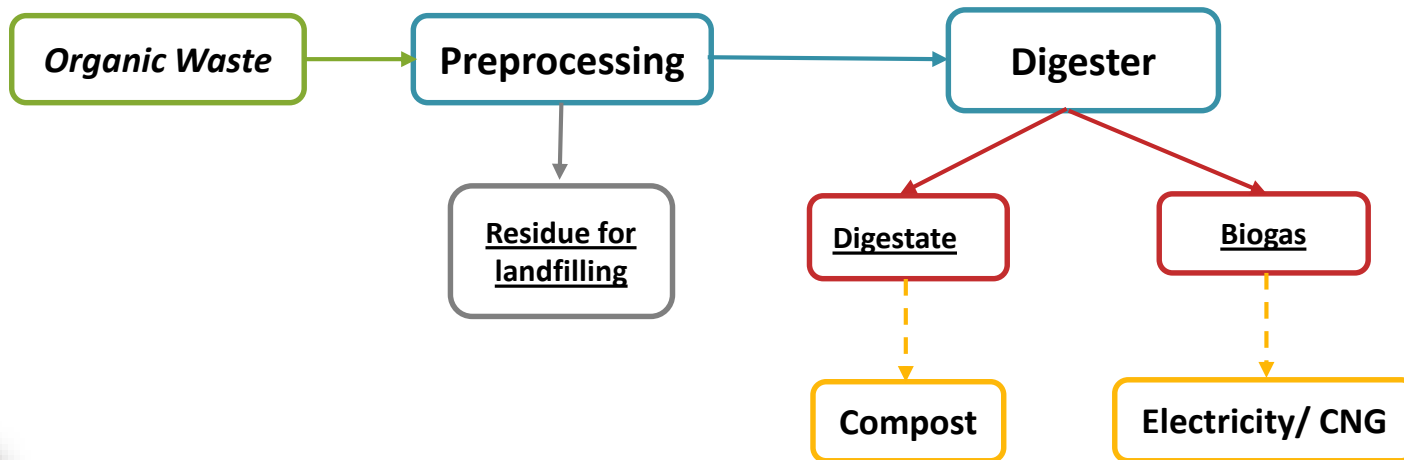 Organic Waste
Preprocessing
Digester
Residue for
landfilling
Digestate
Biogas
Compost
Electricity/ CNG